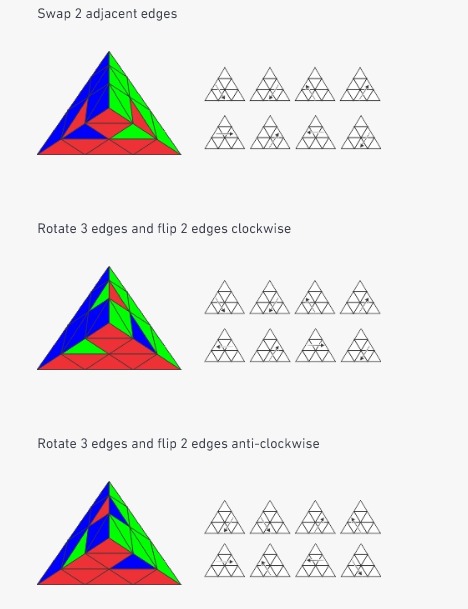 Swap 2 adjacent edges
Rotate 3 edges and flip 2 edges clockwise
Rotate 3 edges and flip 2 edges anti-clockwise